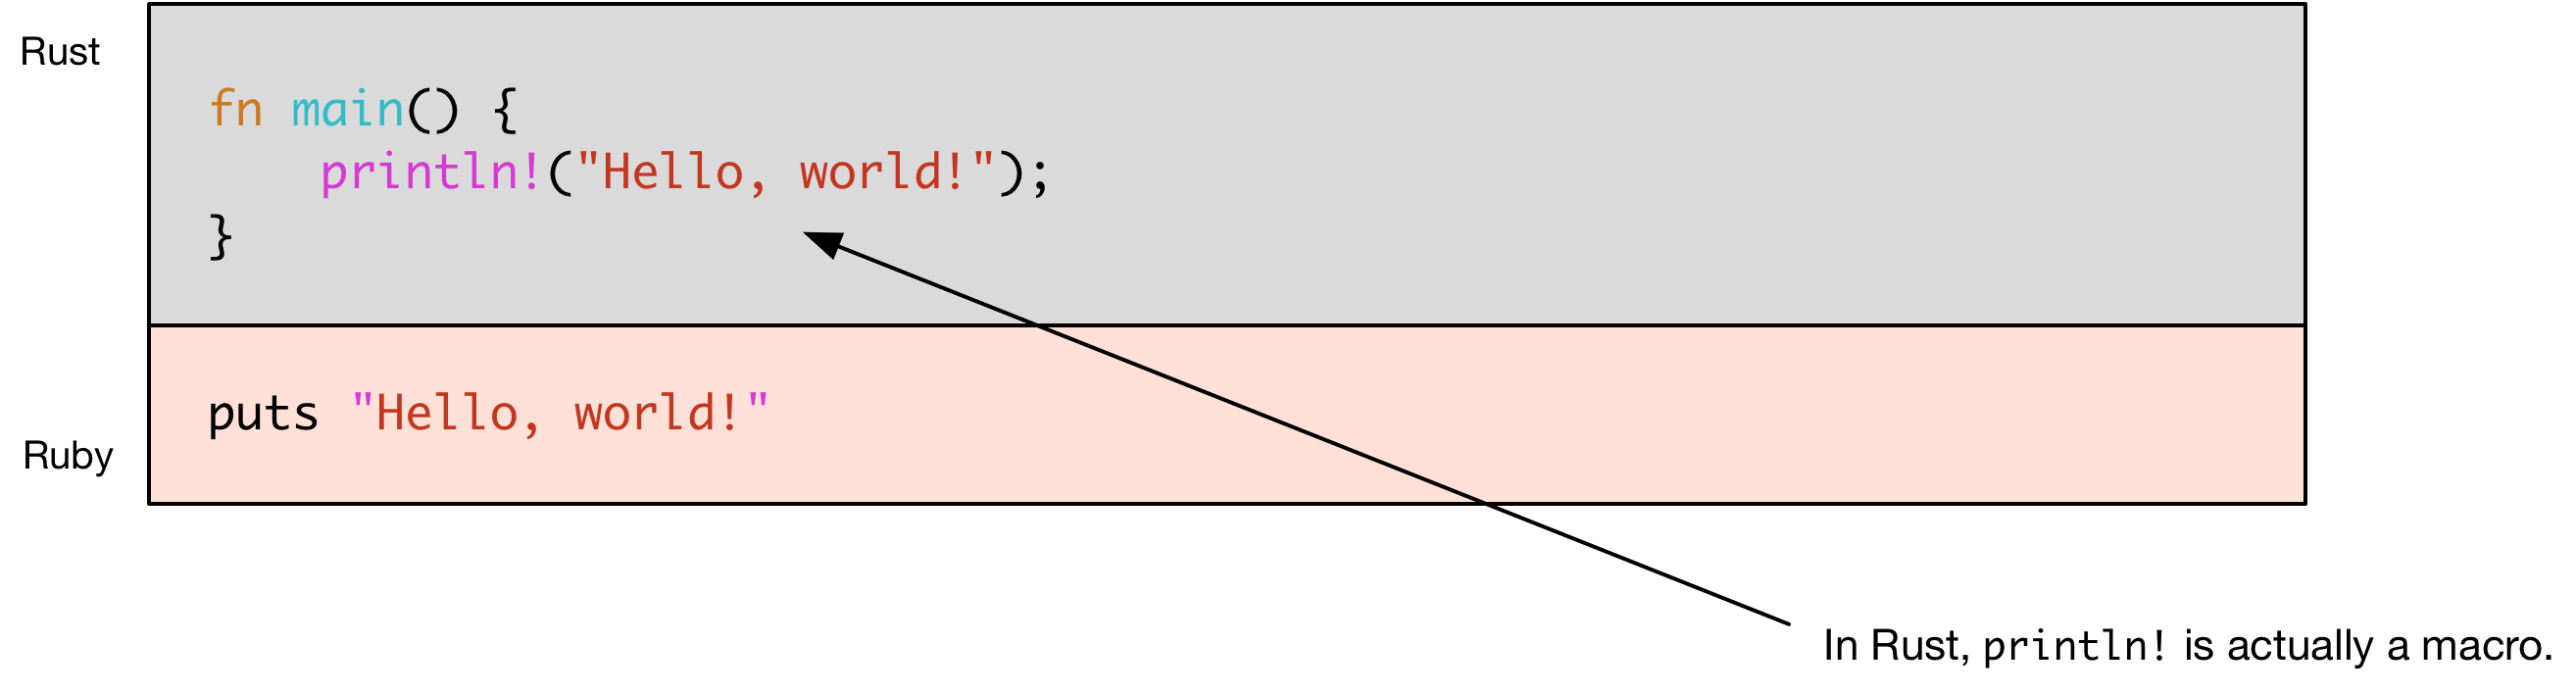 Rust
fn main() {
    println!("Hello, world!");
}
puts "Hello, world!"
Ruby
In Rust, println! is actually a macro.